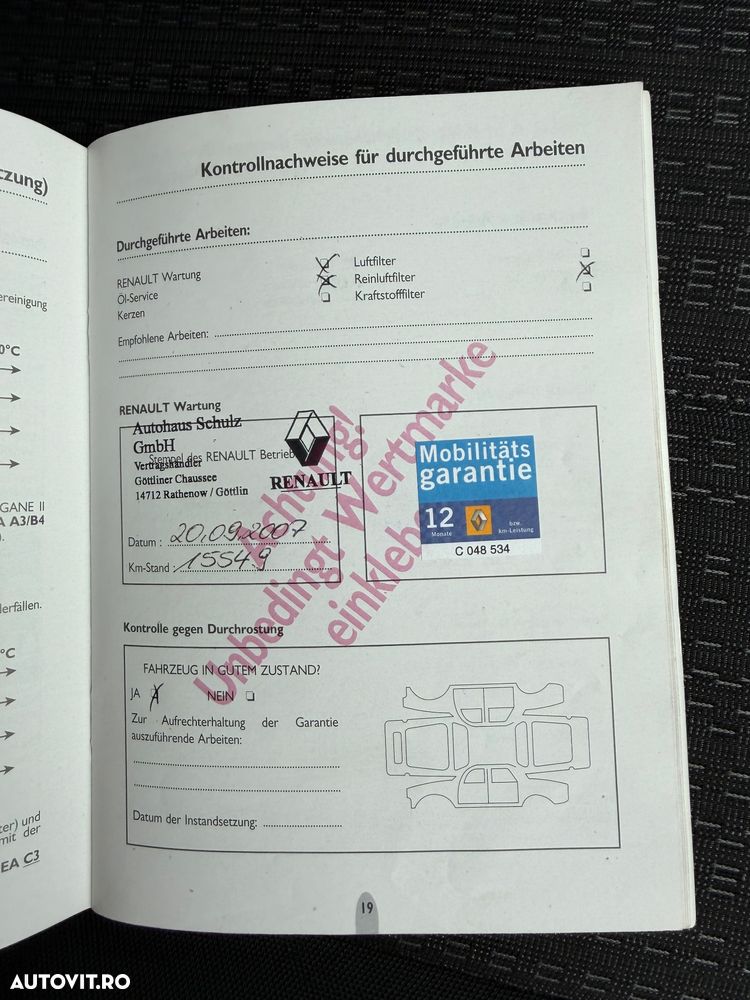 Kontrollnachweise für durchgeführte Arbeiten
Durchgeführte Arbeiten:
RENAULT Wartung
Öl-Service
Kerzen
Luftfilter
Reinluftfilter
Kraftstofffilter
Empfohlene Arbeiten:
RENAULT Wartung
Autohaus Schulz
GmbH
Stempel des RENAULT Betriebs
Vertragshändler
Göttliner Chaussee
14712 Rathenow / Göttlin
RENAULT
Datum : 20.09.2007
Km-Stand : 15549
Achtung!
Unbedingt Wertmarke
einkleben
Mobilitäts
garantie
12
Monate
bzw.
km-Leistung
C 048 534
Kontrolle gegen Durchrostung
FAHRZEUG IN GUTEM ZUSTAND?
JA
NEIN
Zur Aufrechterhaltung der Garantie
auszuführende Arbeiten:
Datum der Instandsetzung:
19
tzung)
ereinigung
0°C
GANE II
A A3/B4
derfällen.
°C
ter) und
mit der
EA C3
AUTOVIT.RO